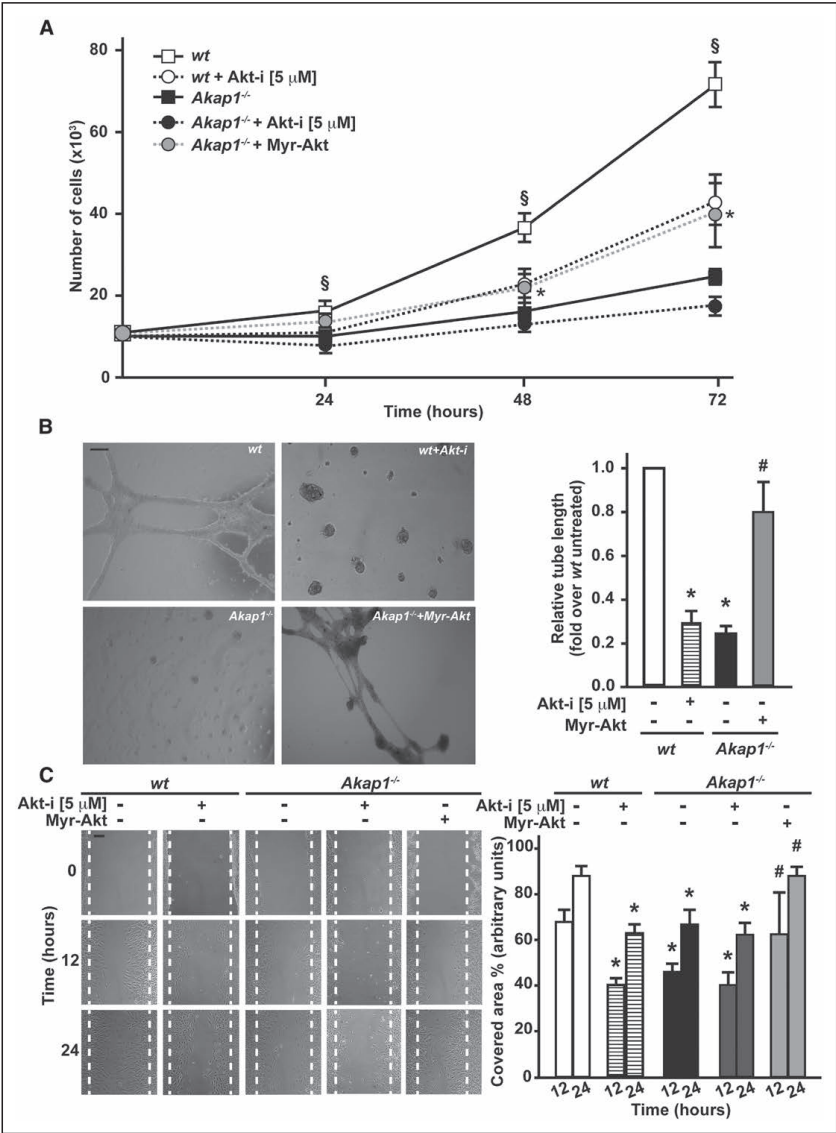 A
80
60
40
20
0
Number of cells (x10³)
wt
wt + Akt-i [5 μM]
Akap1⁻/⁻
Akap1⁻/⁻ + Akt-i [5 μM]
Akap1⁻/⁻ + Myr-Akt
§
§
§
*
*
24 48 72
Time (hours)
B
wt
wt+Akt-i
Akap1⁻/⁻
Akap1⁻/⁻+Myr-Akt
Relative tube length
(fold over wt untreated)
1.0
0.8
0.6
0.4
0.2
0.0
* * #
Akt-i [5 μM] - + - -
Myr-Akt - - - +
wt Akap1⁻/⁻
C
wt Akap1⁻/⁻
Akt-i [5 μM] - + - + -
Myr-Akt - - - - +
Time (hours)
0
12
24
wt Akap1⁻/⁻
Akt-i [5 μM] - + - + -
Myr-Akt - - - - +
Covered area % (arbitrary units)
100
80
60
40
20
0
* * * * * * # #
12 24 12 24 12 24 12 24 12 24
Time (hours)